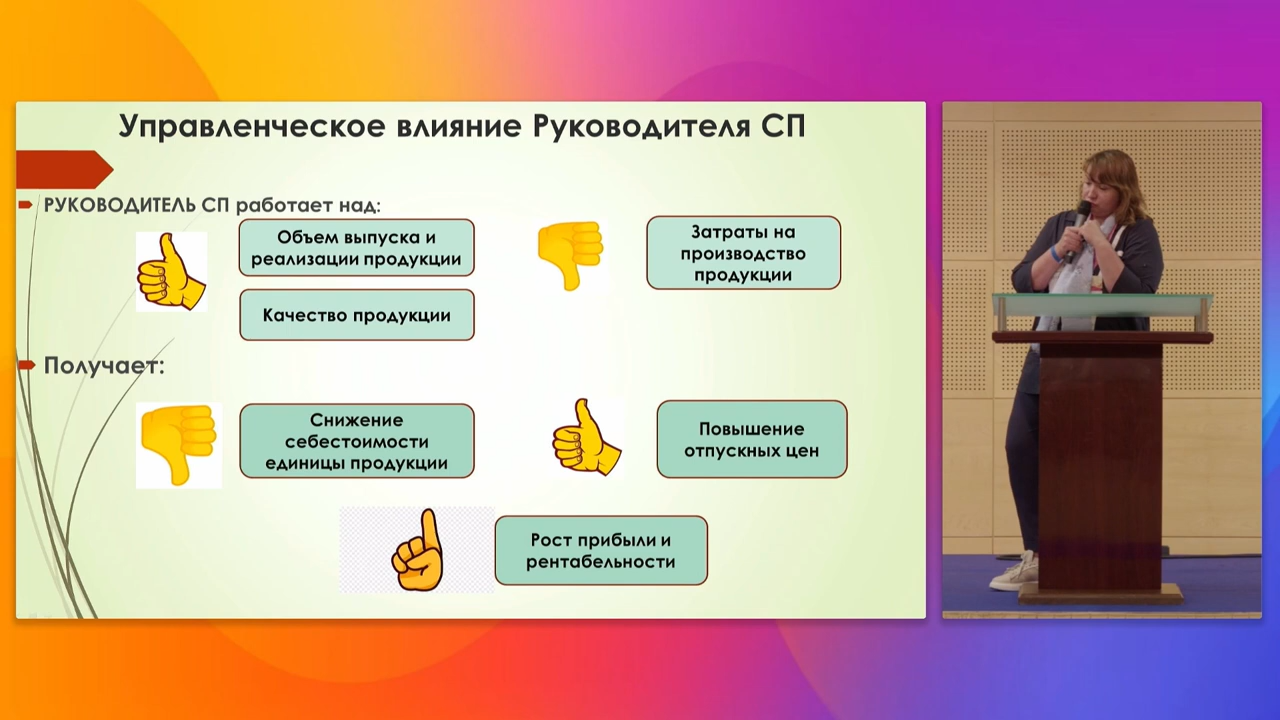 Управленческое влияние Руководителя СП
РУКОВОДИТЕЛЬ СП работает над:
Объем выпуска и
реализации продукции
Затраты на
производство
продукции
Качество продукции
Получает:
Снижение
себестоимости
единицы продукции
Повышение
отпускных цен
Рост прибыли и
рентабельности